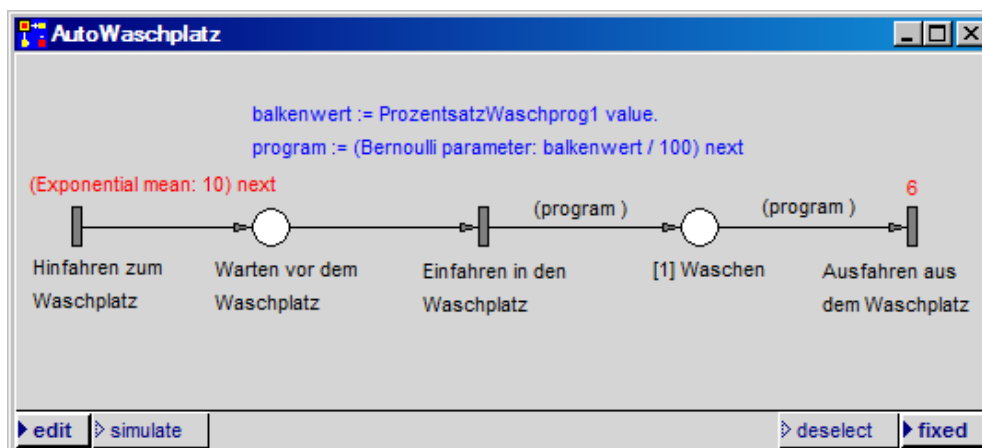 AutoWaschplatz
balkenwert := ProzentsatzWaschprog1 value.
program := (Bernoulli parameter: balkenwert / 100) next
(Exponential mean: 10) next
6
(program )
(program )
Hinfahren zum
Waschplatz
Warten vor dem
Waschplatz
Einfahren in den
Waschplatz
[1] Waschen
Ausfahren aus
dem Waschplatz
edit
simulate
deselect
fixed